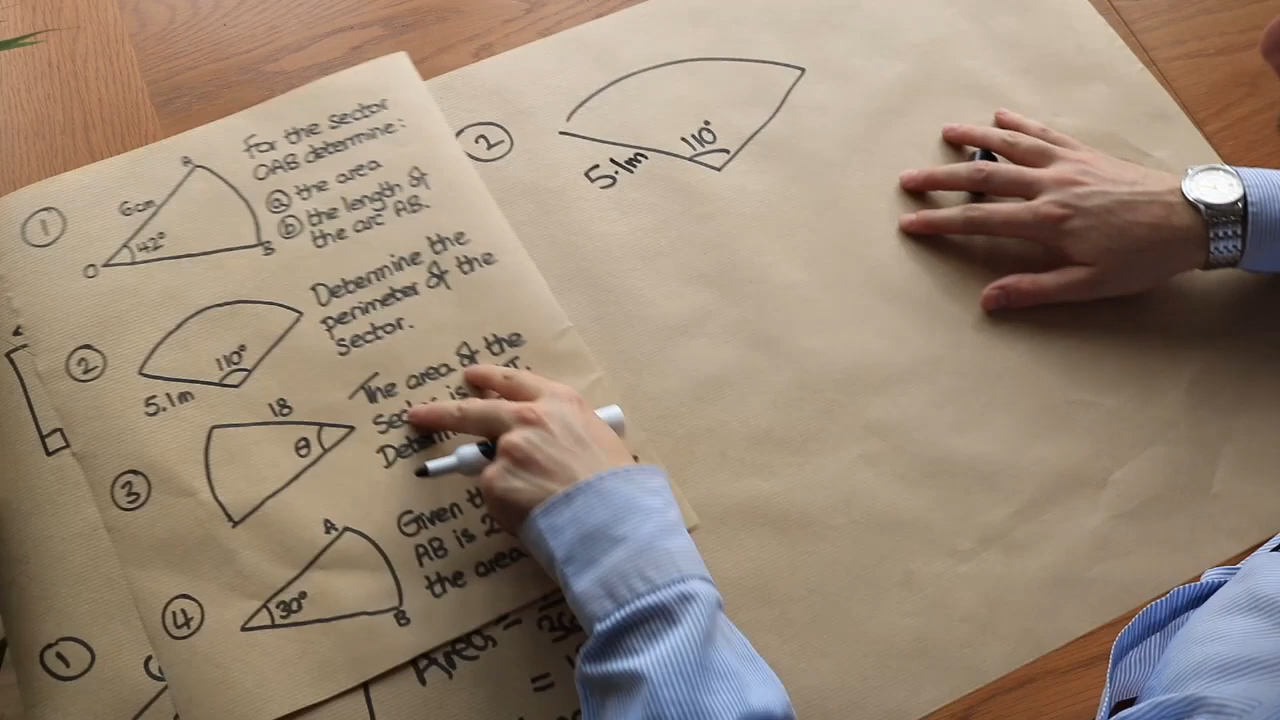 1
6cm
42°
O
A
B
For the sector
OAB determine:
a the area
b the length of
the arc AB.
2
110°
5.1m
Determine the
perimeter of the
sector.
3
18
θ
The area of the
is
4
A
B
30°
Given
AB is
the area
1
Area =
=
2
110°
5.1m